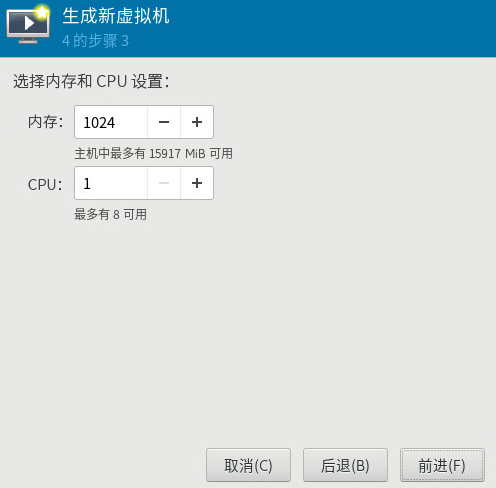 生成新虚拟机
4 的步骤 3
选择内存和 CPU 设置：
内存： 1024
主机中最多有 15917 MiB 可用
CPU： 1
最多有 8 可用
取消(C) 后退(B) 前进(F)